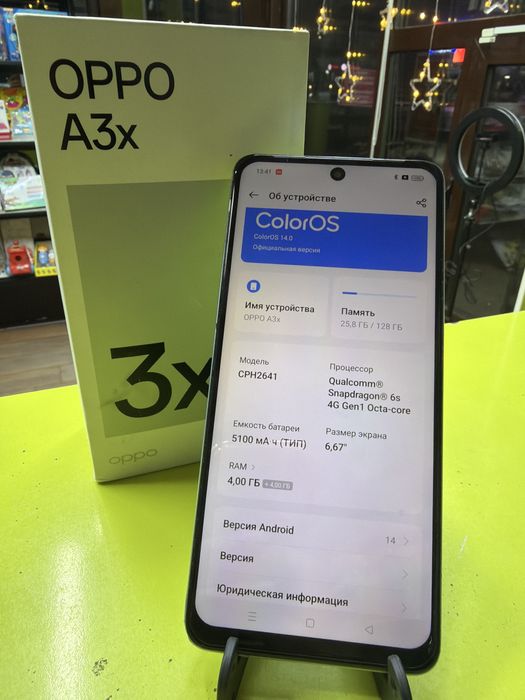 OPPO
A3x
3x
oppo
13:41
Об устройстве
ColorOS
ColorOS 14.0
Официальная версия
Имя устройства
OPPO A3x
Память
25,8 ГБ / 128 ГБ
Модель
CPH2641
Процессор
Qualcomm®
Snapdragon® 6s
4G Gen1 Octa-core
Емкость батареи
5100 мА·ч (ТИП)
Размер экрана
6,67"
RAM >
4,00 ГБ + 4,00 ГБ
Версия Android
14 >
Версия >
Юридическая информация >